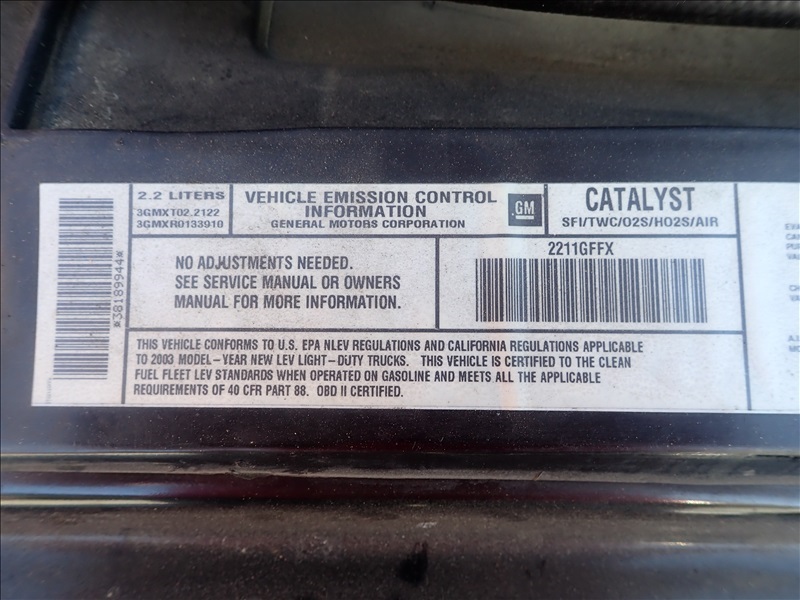 *38189944*
2.2 LITERS
3GMXT02.2122
3GMXR0133910
VEHICLE EMISSION CONTROL
INFORMATION
GENERAL MOTORS CORPORATION
GM
CATALYST
SFI/TWC/O2S/HO2S/AIR
NO ADJUSTMENTS NEEDED.
SEE SERVICE MANUAL OR OWNERS
MANUAL FOR MORE INFORMATION.
2211GFFX
THIS VEHICLE CONFORMS TO U.S. EPA NLEV REGULATIONS AND CALIFORNIA REGULATIONS APPLICABLE
TO 2003 MODEL-YEAR NEW LEV LIGHT-DUTY TRUCKS. THIS VEHICLE IS CERTIFIED TO THE CLEAN
FUEL FLEET LEV STANDARDS WHEN OPERATED ON GASOLINE AND MEETS ALL THE APPLICABLE
REQUIREMENTS OF 40 CFR PART 88. OBD II CERTIFIED.